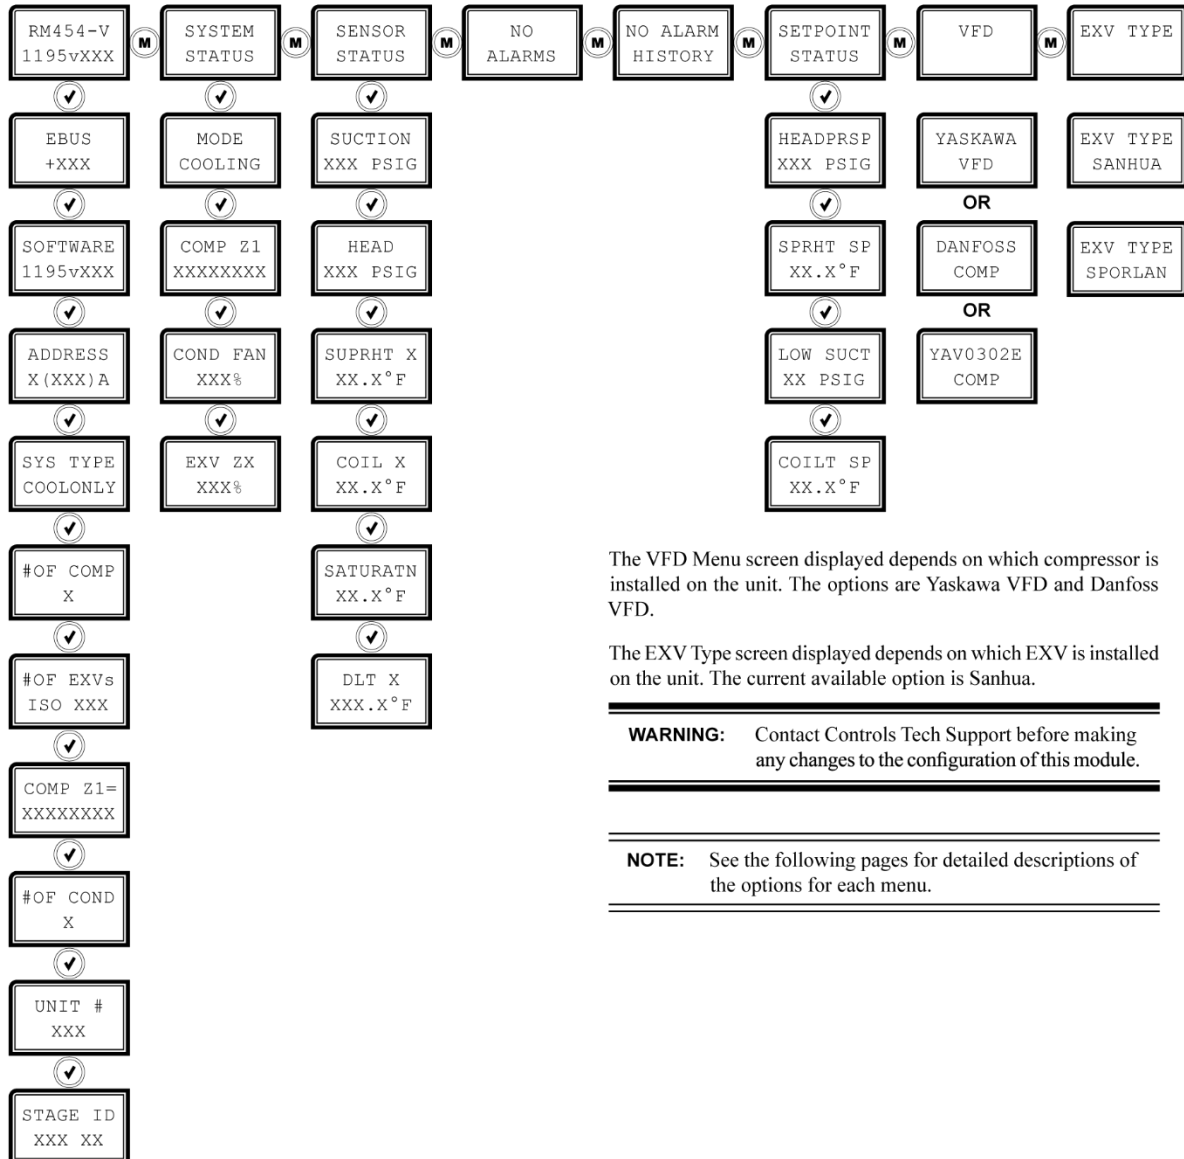 RM454-V
1195vXXX
M
SYSTEM
STATUS
M
SENSOR
STATUS
M
NO
ALARMS
M
NO ALARM
HISTORY
M
SETPOINT
STATUS
M
VFD
M
EXV TYPE
EBUS
+XXX
SOFTWARE
1195vXXX
ADDRESS
X(XXX)A
SYS TYPE
COOLONLY
#OF COMP
X
#OF EXVs
ISO XXX
COMP Z1=
XXXXXXXX
#OF COND
X
UNIT #
XXX
STAGE ID
XXX XX
MODE
COOLING
COMP Z1
XXXXXXXX
COND FAN
XXX%
EXV ZX
XXX%
SUCTION
XXX PSIG
HEAD
XXX PSIG
SUPRHT X
XX.X°F
COIL X
XX.X°F
SATURATN
XX.X°F
DLT X
XXX.X°F
HEADPRSP
XXX PSIG
SPRHT SP
XX.X°F
LOW SUCT
XX PSIG
COILT SP
XX.X°F
YASKAWA
VFD
OR
DANFOSS
COMP
OR
YAV0302E
COMP
EXV TYPE
SANHUA
EXV TYPE
SPORLAN
The VFD Menu screen displayed depends on which compressor is
installed on the unit. The options are Yaskawa VFD and Danfoss
VFD.
The EXV Type screen displayed depends on which EXV is installed
on the unit. The current available option is Sanhua.
WARNING: Contact Controls Tech Support before making
any changes to the configuration of this module.
NOTE: See the following pages for detailed descriptions of
the options for each menu.